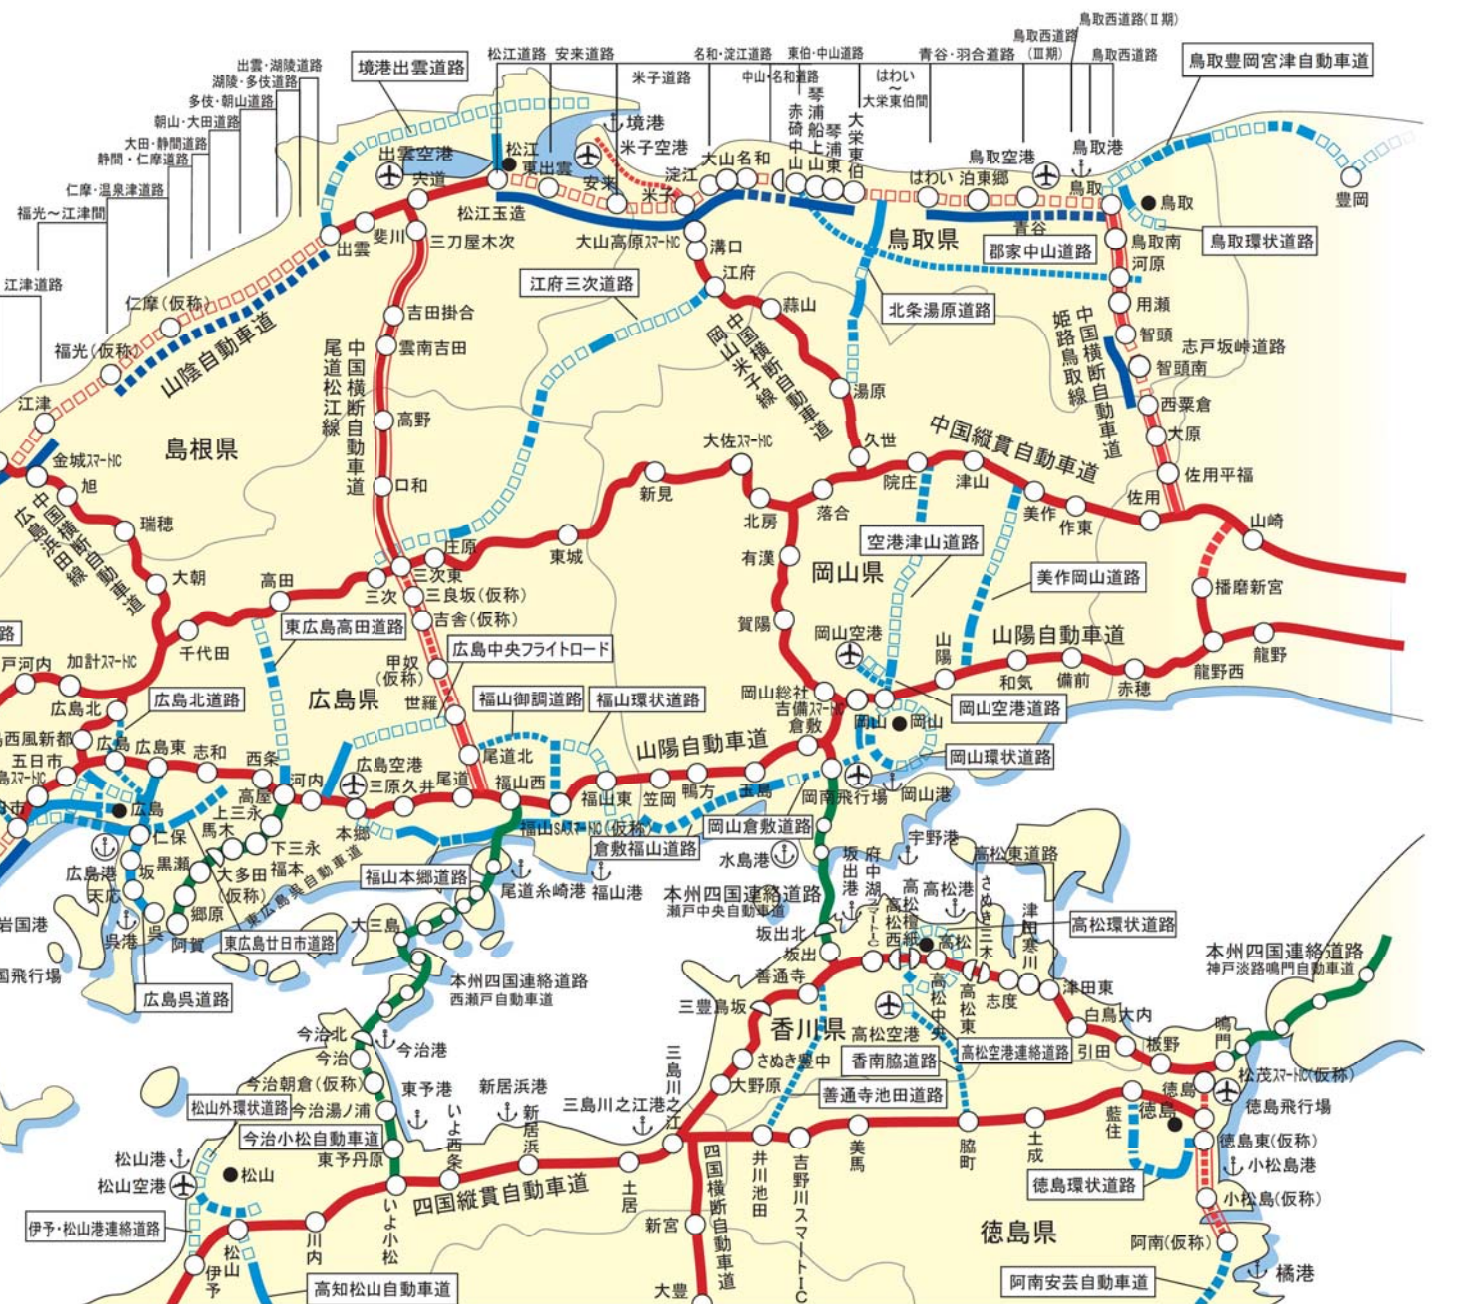 鳥取西道路(Ⅱ期)
鳥取西道路
(Ⅲ期)
鳥取西道路
松江道路
安来道路
米子道路
名和・淀江道路
中山・名和道路
東伯・中山道路
はわい
~
大栄東伯間
青谷・羽合道路
鳥取豊岡宮津自動車道
境港出雲道路
出雲・湖陵道路
湖陵・多伎道路
多伎・朝山道路
朝山・大田道路
大田・静間道路
静間・仁摩道路
仁摩・温泉津道路
福光~江津間
江津道路
境港
米子空港
出雲空港
松江
東出雲
安来
米子
淀江
大山
名和
赤碕中山
琴浦船上山
琴浦東
大栄東伯
はわい
泊東郷
鳥取空港
鳥取港
鳥取
青谷
鳥取
豊岡
宍道
松江玉造
斐川
出雲
三刀屋木次
大山高原スマートIC
溝口
江府
蒜山
鳥取県
郡家中山道路
鳥取南
鳥取環状道路
河原
用瀬
智頭
智頭南
志戸坂峠道路
西粟倉
大原
佐用平福
佐用
山崎
江府三次道路
北条湯原道路
中国横断自動車道
岡山米子線
中国横断自動車道
姫路鳥取線
仁摩(仮称)
福光(仮称)
山陰自動車道
江津
吉田掛合
雲南吉田
中国横断自動車道
尾道松江線
高野
口和
湯原
久世
中国縦貫自動車道
島根県
金城スマートIC
旭
瑞穂
大朝
中国横断自動車道
広島浜田線
大佐スマートIC
新見
北房
落合
院庄
津山
美作
作東
東城
庄原
三次東
三次
三良坂(仮称)
吉舎(仮称)
有漢
岡山県
空港津山道路
美作岡山道路
播磨新宮
高田
千代田
東広島高田道路
広島中央フライトロード
賀陽
岡山空港
山陽
山陽自動車道
龍野
龍野西
和気
備前
赤穂
路
戸河内
加計スマートIC
広島北
広島北道路
広島県
甲奴
(仮称)
世羅
福山御調道路
福山環状道路
岡山総社
吉備スマートIC
倉敷
岡山
岡山
岡山空港道路
岡山環状道路
山陽自動車道
西風新都
五日市
広島
広島東
志和
西条
河内
広島空港
三原久井
尾道
尾道北
福山西
福山東
笠岡
鴨方
玉島
岡南飛行場
岡山港
高屋
本郷
広島
上三永
馬木
下三永
福山SAスマートIC(仮称)
倉敷福山道路
岡山倉敷道路
水島港
宇野港
仁保
坂
黒瀬
大多田
(仮称)
福本
東広島呉自動車道
福山本郷道路
尾道糸崎港
福山港
広島港
天応
呉港
呉
阿賀
郷原
東広島廿日市道路
広島呉道路
岩国港
国飛行場
大三島
本州四国連絡道路
西瀬戸自動車道
本州四国連絡道路
瀬戸中央自動車道
坂出港
府中湖スマートIC
高松檀紙
高松西
高松港
高松東道路
さぬき三木
津田寒川
高松環状道路
高松
坂出北
坂出
善通寺
三豊鳥坂
香川県
高松空港
高松中央
高松東
志度
津田東
白鳥大内
引田
板野
鳴門
本州四国連絡道路
神戸淡路鳴門自動車道
さぬき豊中
大野原
香南脇道路
高松空港連絡道路
善通寺池田道路
松茂スマートIC(仮称)
徳島飛行場
徳島
徳島
藍住
徳島東(仮称)
小松島港
小松島(仮称)
徳島環状道路
阿南(仮称)
橘港
徳島県
阿南安芸自動車道
今治北
今治
今治港
今治朝倉(仮称)
今治湯ノ浦
松山外環状道路
今治小松自動車道
東予丹原
東予港
いよ西条
新居浜港
新居浜
三島川之江港
三島川之江
松山港
松山空港
松山
いよ小松
四国縦貫自動車道
土居
四国横断自動車道
新宮
大豊
井川池田
吉野川スマートIC
美馬
脇町
土成
伊予・松山港連絡道路
松山
川内
伊予
高知松山自動車道